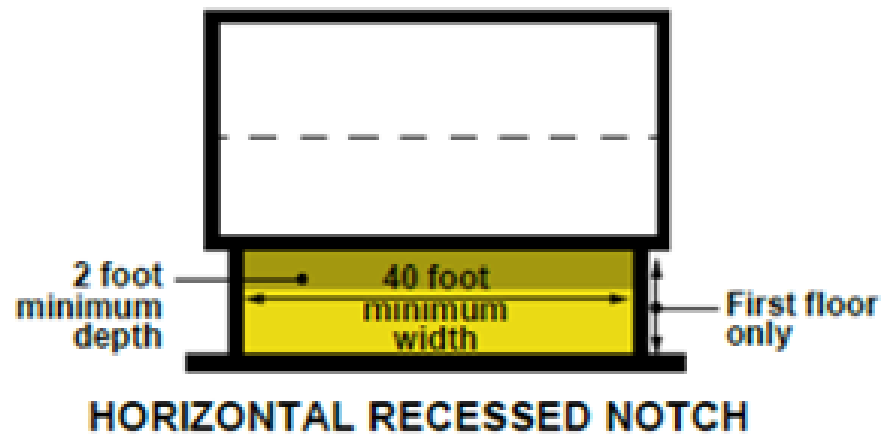 2 foot
minimum
depth
40 foot
minimum
width
First floor
only
HORIZONTAL RECESSED NOTCH